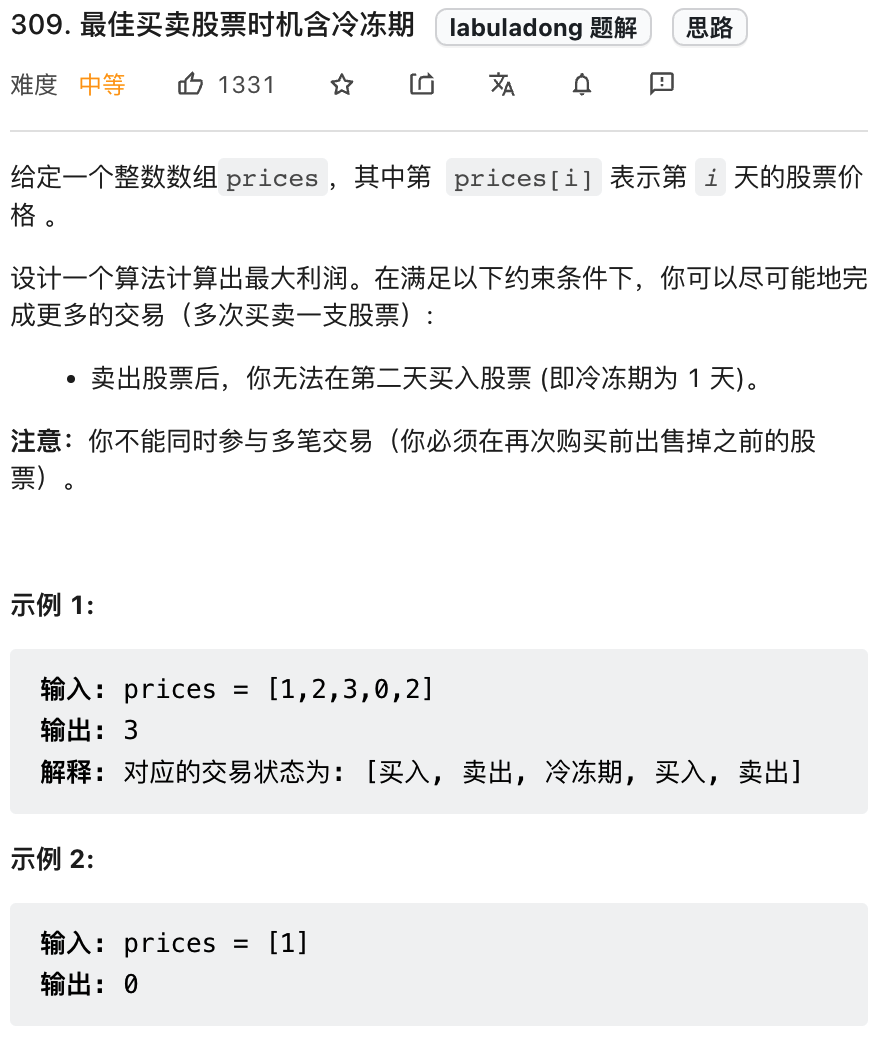 309. 最佳买卖股票时机含冷冻期 labuladong 题解 思路
难度 中等 1331
给定一个整数数组prices，其中第 prices[i] 表示第 i 天的股票价
格 。
设计一个算法计算出最大利润。在满足以下约束条件下，你可以尽可能地完
成更多的交易（多次买卖一支股票）:
• 卖出股票后，你无法在第二天买入股票 (即冷冻期为 1 天)。
注意：你不能同时参与多笔交易（你必须在再次购买前出售掉之前的股
票）。
示例 1:
输入: prices = [1,2,3,0,2]
输出: 3
解释: 对应的交易状态为: [买入, 卖出, 冷冻期, 买入, 卖出]
示例 2:
输入: prices = [1]
输出: 0